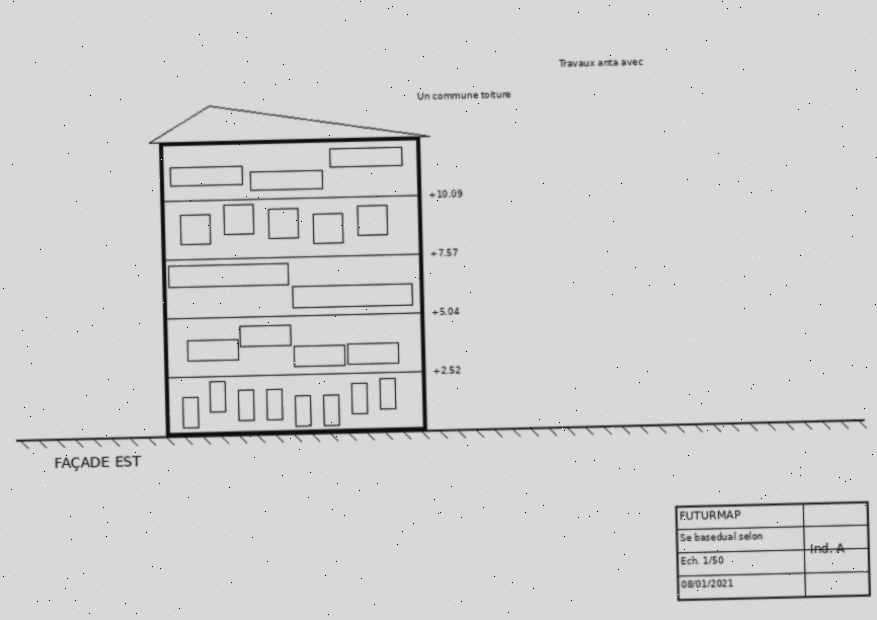 Travaux anta avec
Un commune toiture
+10.09
+7.57
+5.04
+2.52
FAÇADE EST
FUTURMAP
Se basedual selon
Ind. A
Ech. 1/50
08/01/2021